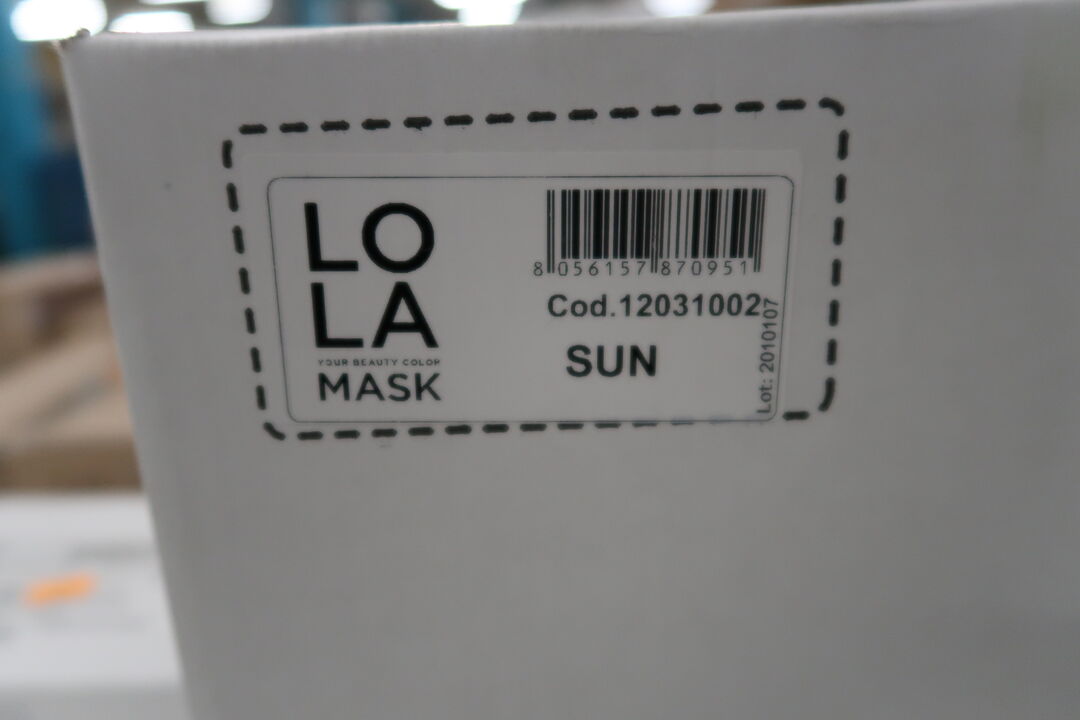 LO
LA
YOUR BEAUTY COLOR
MASK
8 056157 870951
Cod.12031002
SUN
Lot: 2010107